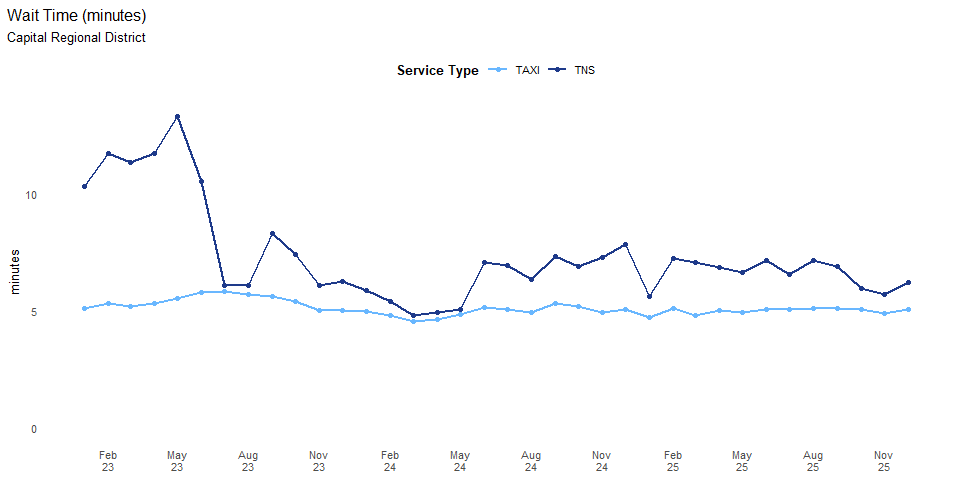 Wait Time (minutes)
Capital Regional District
Service Type TAXI TNS
10
5
0
minutes
Feb May Aug Nov Feb May Aug Nov Feb May Aug Nov
23 23 23 23 24 24 24 24 25 25 25 25